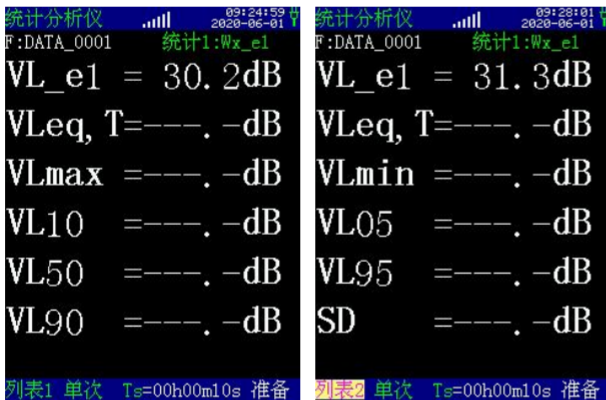 统计分析仪 09:24:59
2020-06-01
F:DATA_0001 统计1:Wx_e1
VL_e1 = 30.2dB
VLeq,T=---.-dB
VLmax =---.-dB
VL10 =---.-dB
VL50 =---.-dB
VL90 =---.-dB
列表1 单次 Ts=00h00m10s 准备
统计分析仪 09:28:01
2020-06-01
F:DATA_0001 统计1:Wx_e1
VL_e1 = 31.3dB
VLeq,T=---.-dB
VLmin =---.-dB
VL05 =---.-dB
VL95 =---.-dB
SD =---.-dB
列表2 单次 Ts=00h00m10s 准备